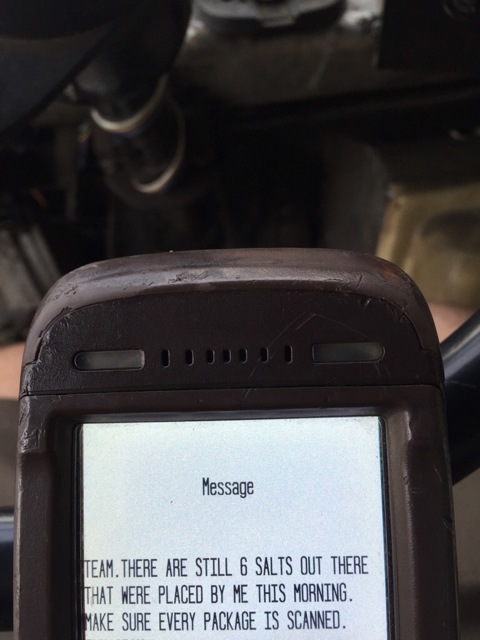 Message
TEAM.THERE ARE STILL 6 SALTS OUT THERE
THAT WERE PLACED BY ME THIS MORNING.
MAKE SURE EVERY PACKAGE IS SCANNED.